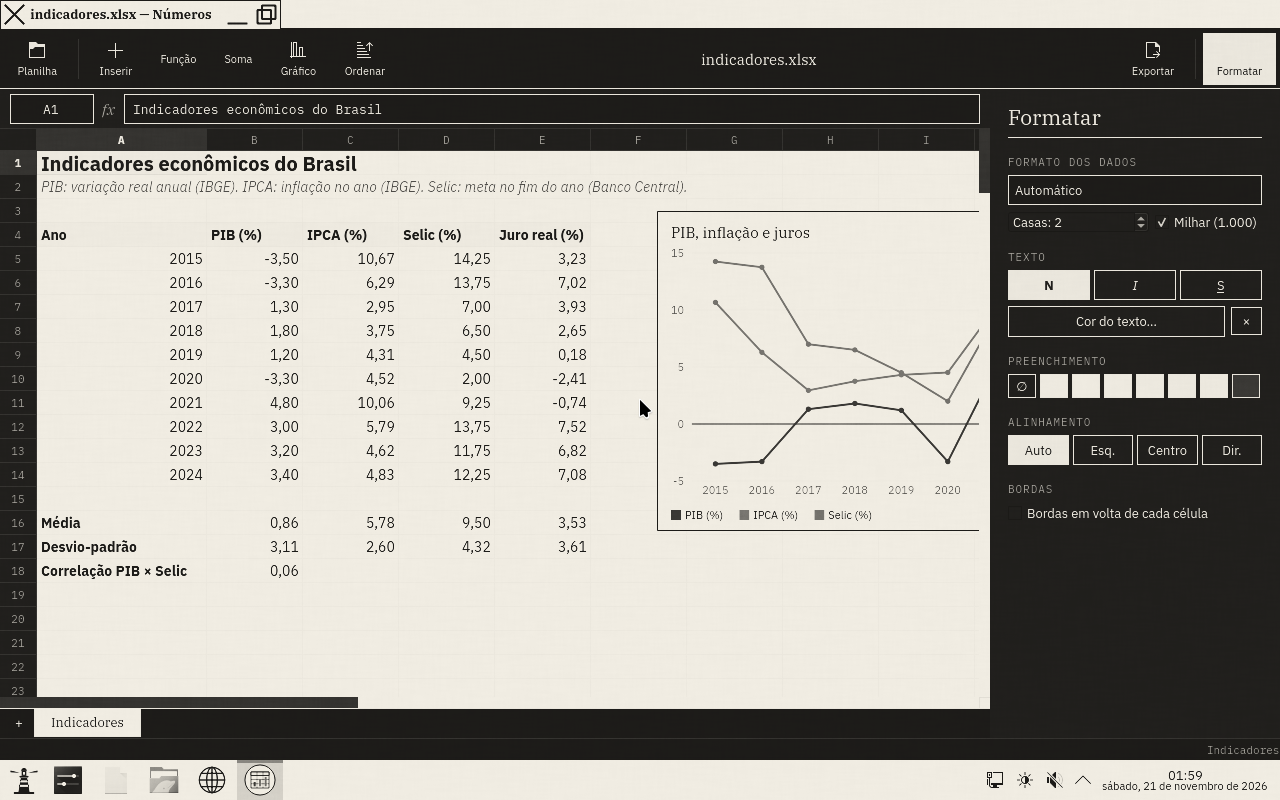 indicadores.xlsx — Números
Planilha
Inserir
Função
Soma
Gráfico
Ordenar
indicadores.xlsx
Exportar
Formatar
A1
fx
Indicadores econômicos do Brasil
A B C D E F G H I
1 Indicadores econômicos do Brasil
2 PIB: variação real anual (IBGE). IPCA: inflação no ano (IBGE). Selic: meta no fim do ano (Banco Central).
3
4 Ano PIB (%) IPCA (%) Selic (%) Juro real (%)
5 2015 -3,50 10,67 14,25 3,23
6 2016 -3,30 6,29 13,75 7,02
7 2017 1,30 2,95 7,00 3,93
8 2018 1,80 3,75 6,50 2,65
9 2019 1,20 4,31 4,50 0,18
10 2020 -3,30 4,52 2,00 -2,41
11 2021 4,80 10,06 9,25 -0,74
12 2022 3,00 5,79 13,75 7,52
13 2023 3,20 4,62 11,75 6,82
14 2024 3,40 4,83 12,25 7,08
15
16 Média 0,86 5,78 9,50 3,53
17 Desvio-padrão 3,11 2,60 4,32 3,61
18 Correlação PIB × Selic 0,06
19
20
21
22
23
PIB, inflação e juros
15
10
5
0
-5
2015 2016 2017 2018 2019 2020
PIB (%) IPCA (%) Selic (%)
Formatar
FORMATO DOS DADOS
Automático
Casas: 2
Milhar (1.000)
TEXTO
N I S
Cor do texto... ×
PREENCHIMENTO
∅
ALINHAMENTO
Auto Esq. Centro Dir.
BORDAS
Bordas em volta de cada célula
+ Indicadores
Indicadores
01:59
sábado, 21 de novembro de 2026